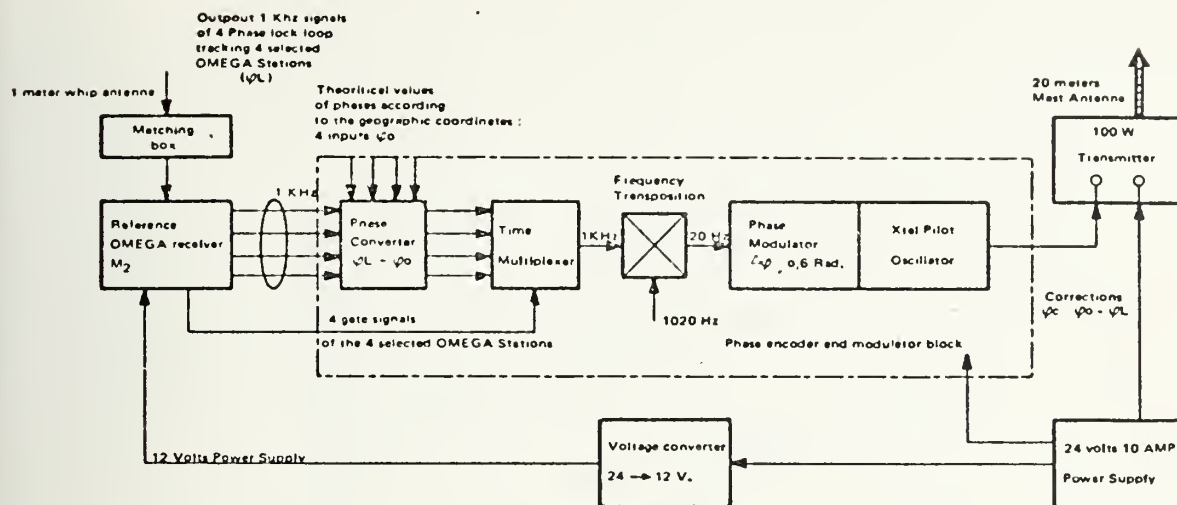 Outpout 1 Khz signals
of 4 Phase lock loop
tracking 4 selected
OMEGA Stations
(φL)
1 meter whip antenne
Matching
box
Theoritical values
of phases according
to the geographic coordinates :
4 inputs φo
20 meters
Mast Antenne
100 W
Transmitter
1 KHz
Reference
OMEGA receiver
M2
Phase
Converter
φL - φo
Time
Multiplexer
1KHz
Frequency
Transposition
20 Hz
1020 Hz
Phase
Modulator
φ 0,6 Rad.
Xtal Pilot
Oscillator
Corrections
φc φo - φL
4 gate signals
of the 4 selected OMEGA Stations
Phase encoder end modulator block
12 Volts Power Supply
Voltage converter
24 → 12 V.
24 volts 10 AMP
Power Supply